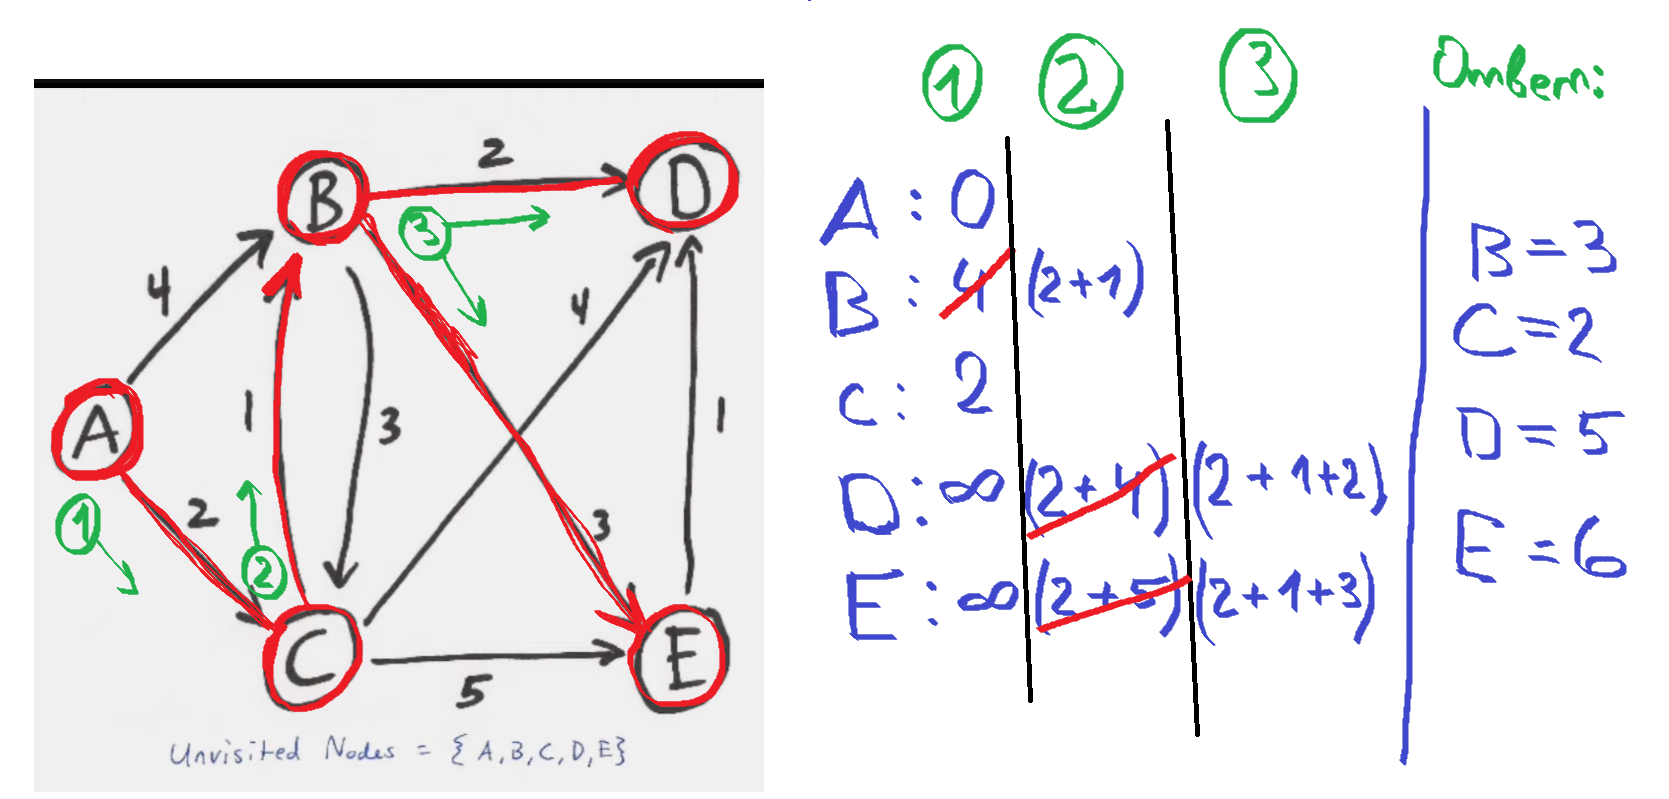 ① ② ③ Ответ:
A : 0
B : 4 (2+1)
C : 2
D : ∞ (2+4) (2+1+2)
E : ∞ (2+5) (2+1+3)
B = 3
C = 2
D = 5
E = 6
B 2 D
③
4
4
A 1 3 1
2
① ② 3
C E
5
Unvisited Nodes = { A, B, C, D, E}